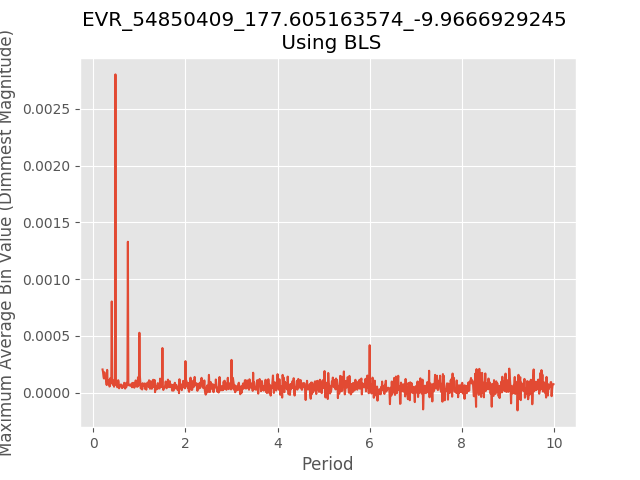 EVR_54850409_177.605163574_-9.9666929245
Using BLS
Maximum Average Bin Value (Dimmest Magnitude)
0.0025
0.0020
0.0015
0.0010
0.0005
0.0000
0 2 4 6 8 10
Period